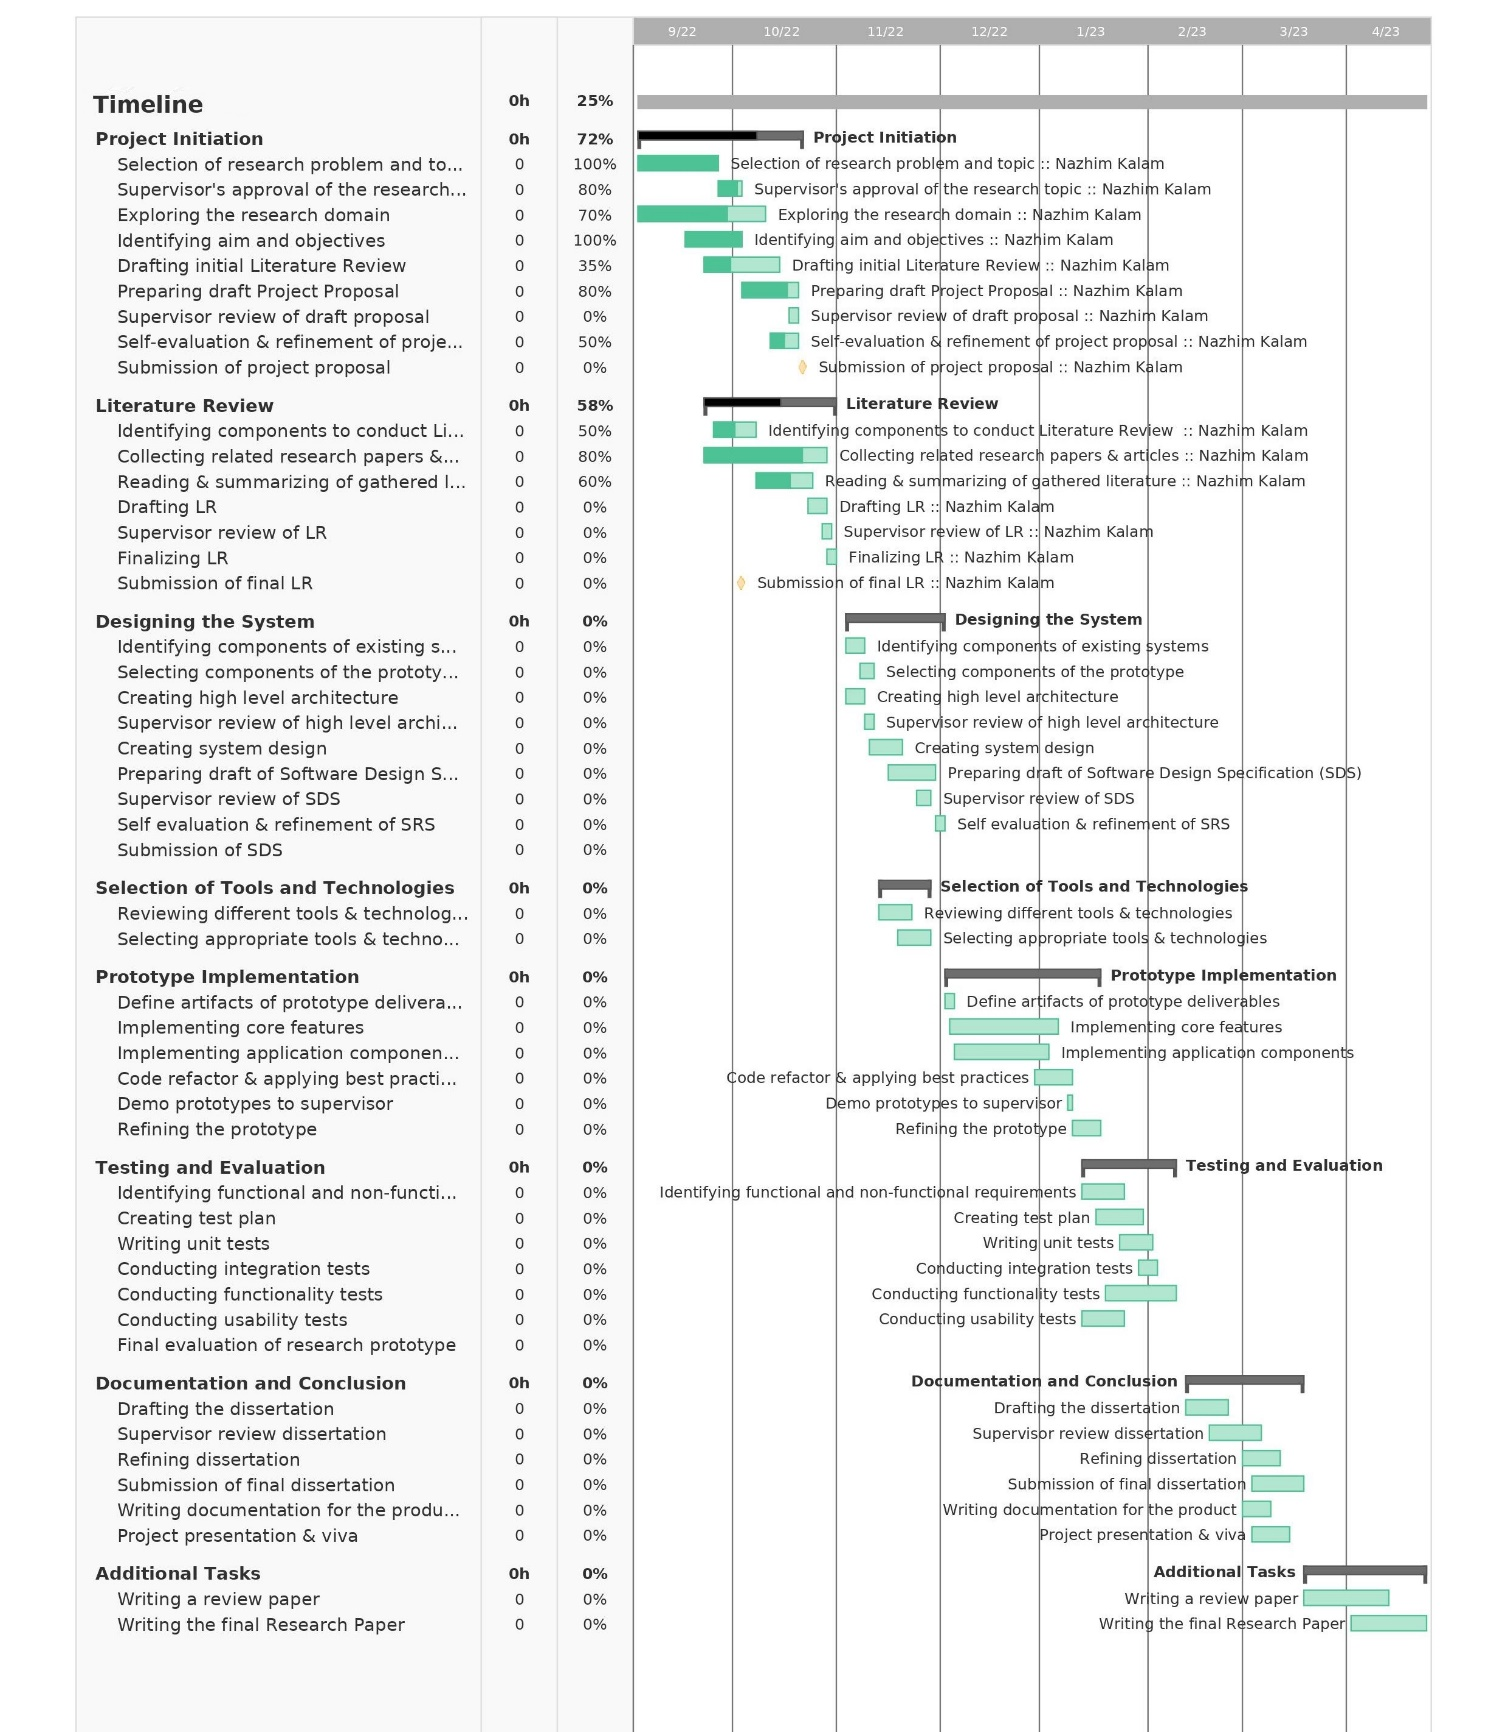 9/22 10/22 11/22 12/22 1/23 2/23 3/23 4/23
Timeline 0h 25%
Project Initiation 0h 72% Project Initiation
Selection of research problem and to... 0 100% Selection of research problem and topic :: Nazhim Kalam
Supervisor's approval of the research... 0 80% Supervisor's approval of the research topic :: Nazhim Kalam
Exploring the research domain 0 70% Exploring the research domain :: Nazhim Kalam
Identifying aim and objectives 0 100% Identifying aim and objectives :: Nazhim Kalam
Drafting initial Literature Review 0 35% Drafting initial Literature Review :: Nazhim Kalam
Preparing draft Project Proposal 0 80% Preparing draft Project Proposal :: Nazhim Kalam
Supervisor review of draft proposal 0 0% Supervisor review of draft proposal :: Nazhim Kalam
Self-evaluation & refinement of proje... 0 50% Self-evaluation & refinement of project proposal :: Nazhim Kalam
Submission of project proposal 0 0% Submission of project proposal :: Nazhim Kalam
Literature Review 0h 58% Literature Review
Identifying components to conduct Li... 0 50% Identifying components to conduct Literature Review :: Nazhim Kalam
Collecting related research papers &... 0 80% Collecting related research papers & articles :: Nazhim Kalam
Reading & summarizing of gathered l... 0 60% Reading & summarizing of gathered literature :: Nazhim Kalam
Drafting LR 0 0% Drafting LR :: Nazhim Kalam
Supervisor review of LR 0 0% Supervisor review of LR :: Nazhim Kalam
Finalizing LR 0 0% Finalizing LR :: Nazhim Kalam
Submission of final LR 0 0% Submission of final LR :: Nazhim Kalam
Designing the System 0h 0% Designing the System
Identifying components of existing s... 0 0% Identifying components of existing systems
Selecting components of the prototy... 0 0% Selecting components of the prototype
Creating high level architecture 0 0% Creating high level architecture
Supervisor review of high level archi... 0 0% Supervisor review of high level architecture
Creating system design 0 0% Creating system design
Preparing draft of Software Design S... 0 0% Preparing draft of Software Design Specification (SDS)
Supervisor review of SDS 0 0% Supervisor review of SDS
Self evaluation & refinement of SRS 0 0% Self evaluation & refinement of SRS
Submission of SDS 0 0%
Selection of Tools and Technologies 0h 0% Selection of Tools and Technologies
Reviewing different tools & technolog... 0 0% Reviewing different tools & technologies
Selecting appropriate tools & techno... 0 0% Selecting appropriate tools & technologies
Prototype Implementation 0h 0% Prototype Implementation
Define artifacts of prototype delivera... 0 0% Define artifacts of prototype deliverables
Implementing core features 0 0% Implementing core features
Implementing application componen... 0 0% Implementing application components
Code refactor & applying best practi... 0 0% Code refactor & applying best practices
Demo prototypes to supervisor 0 0% Demo prototypes to supervisor
Refining the prototype 0 0% Refining the prototype
Testing and Evaluation 0h 0% Testing and Evaluation
Identifying functional and non-functi... 0 0% Identifying functional and non-functional requirements
Creating test plan 0 0% Creating test plan
Writing unit tests 0 0% Writing unit tests
Conducting integration tests 0 0% Conducting integration tests
Conducting functionality tests 0 0% Conducting functionality tests
Conducting usability tests 0 0% Conducting usability tests
Final evaluation of research prototype 0 0%
Documentation and Conclusion 0h 0% Documentation and Conclusion
Drafting the dissertation 0 0% Drafting the dissertation
Supervisor review dissertation 0 0% Supervisor review dissertation
Refining dissertation 0 0% Refining dissertation
Submission of final dissertation 0 0% Submission of final dissertation
Writing documentation for the produ... 0 0% Writing documentation for the product
Project presentation & viva 0 0% Project presentation & viva
Additional Tasks 0h 0% Additional Tasks
Writing a review paper 0 0% Writing a review paper
Writing the final Research Paper 0 0% Writing the final Research Paper